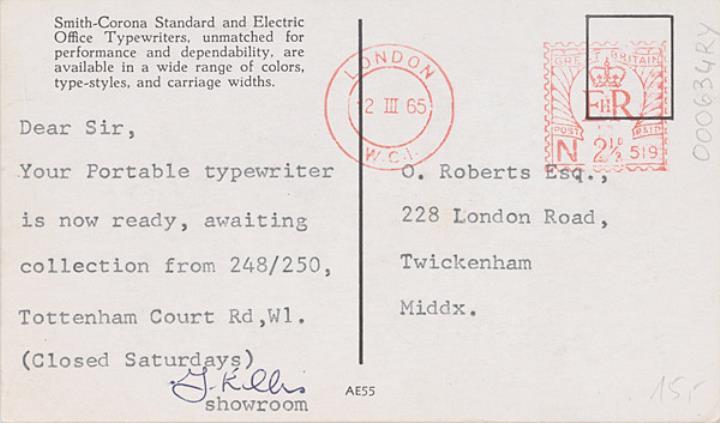 Smith-Corona Standard and Electric
Office Typewriters, unmatched for
performance and dependability, are
available in a wide range of colors,
type-styles, and carriage widths.
Dear Sir,
Your Portable typewriter
is now ready, awaiting
collection from 248/250,
Tottenham Court Rd,W1.
(Closed Saturdays)
showroom
AE55
LONDON
2 III 65
W.C.1.
GREAT BRITAIN
E II R
POST PAID
N 2½D 519
O. Roberts Esq.,
228 London Road,
Twickenham
Middx.
000634RY
15,-